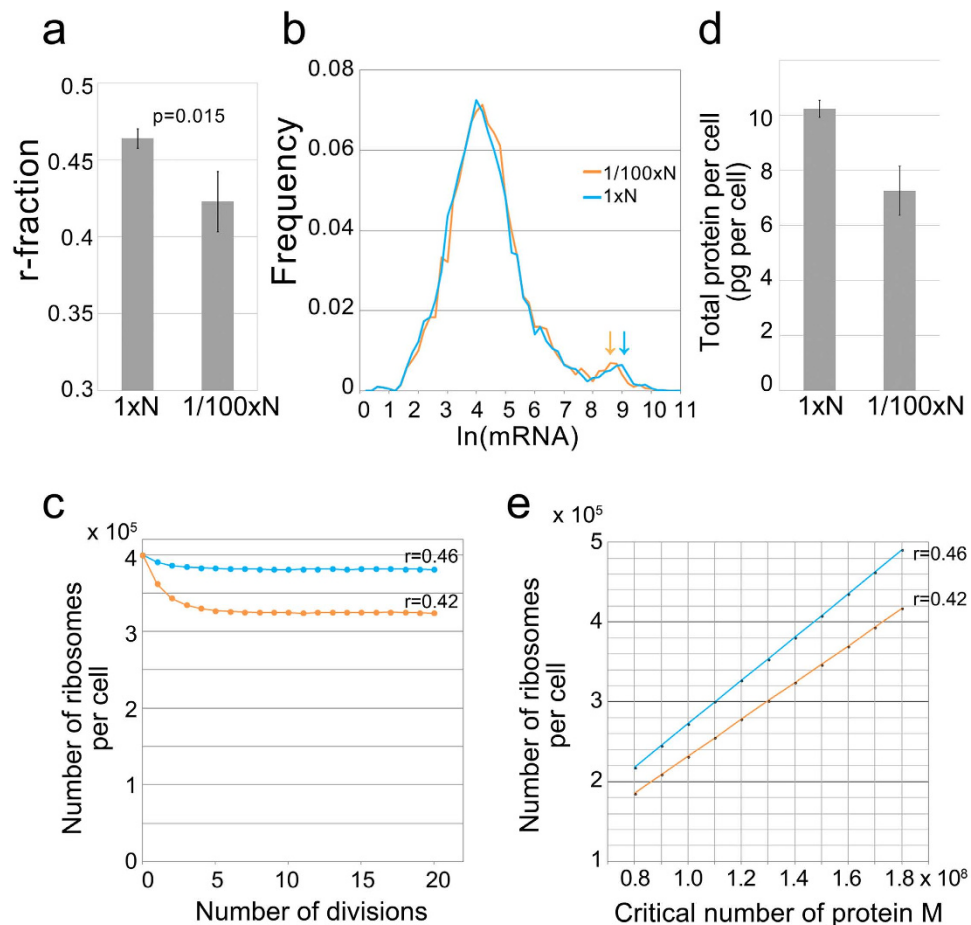 a
r-fraction
0.5
0.45
0.4
0.35
0.3
p=0.015
1xN
1/100xN
b
Frequency
0.08
0.06
0.04
0.02
0
1/100xN
1xN
0 1 2 3 4 5 6 7 8 9 10 11
ln(mRNA)
d
Total protein per cell
(pg per cell)
10
8
6
4
2
0
1xN
1/100xN
c
x 10⁵
Number of ribosomes
per cell
4
3
2
1
0
r=0.46
r=0.42
0 5 10 15 20
Number of divisions
e
x 10⁵
Number of ribosomes
per cell
5
4
3
2
1
r=0.46
r=0.42
0.8 1.0 1.2 1.4 1.6 1.8 x 10⁸
Critical number of protein M